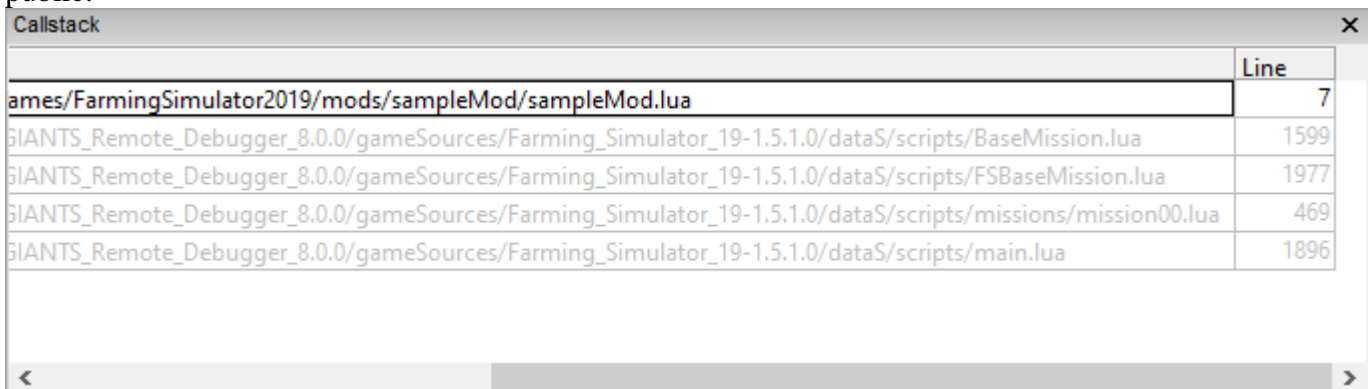 public.
Callstack
Line
ames/FarmingSimulator2019/mods/sampleMod/sampleMod.lua 7
GIANTS_Remote_Debugger_8.0.0/gameSources/Farming_Simulator_19-1.5.1.0/dataS/scripts/BaseMission.lua 1599
GIANTS_Remote_Debugger_8.0.0/gameSources/Farming_Simulator_19-1.5.1.0/dataS/scripts/FSBaseMission.lua 1977
GIANTS_Remote_Debugger_8.0.0/gameSources/Farming_Simulator_19-1.5.1.0/dataS/scripts/missions/mission00.lua 469
GIANTS_Remote_Debugger_8.0.0/gameSources/Farming_Simulator_19-1.5.1.0/dataS/scripts/main.lua 1896